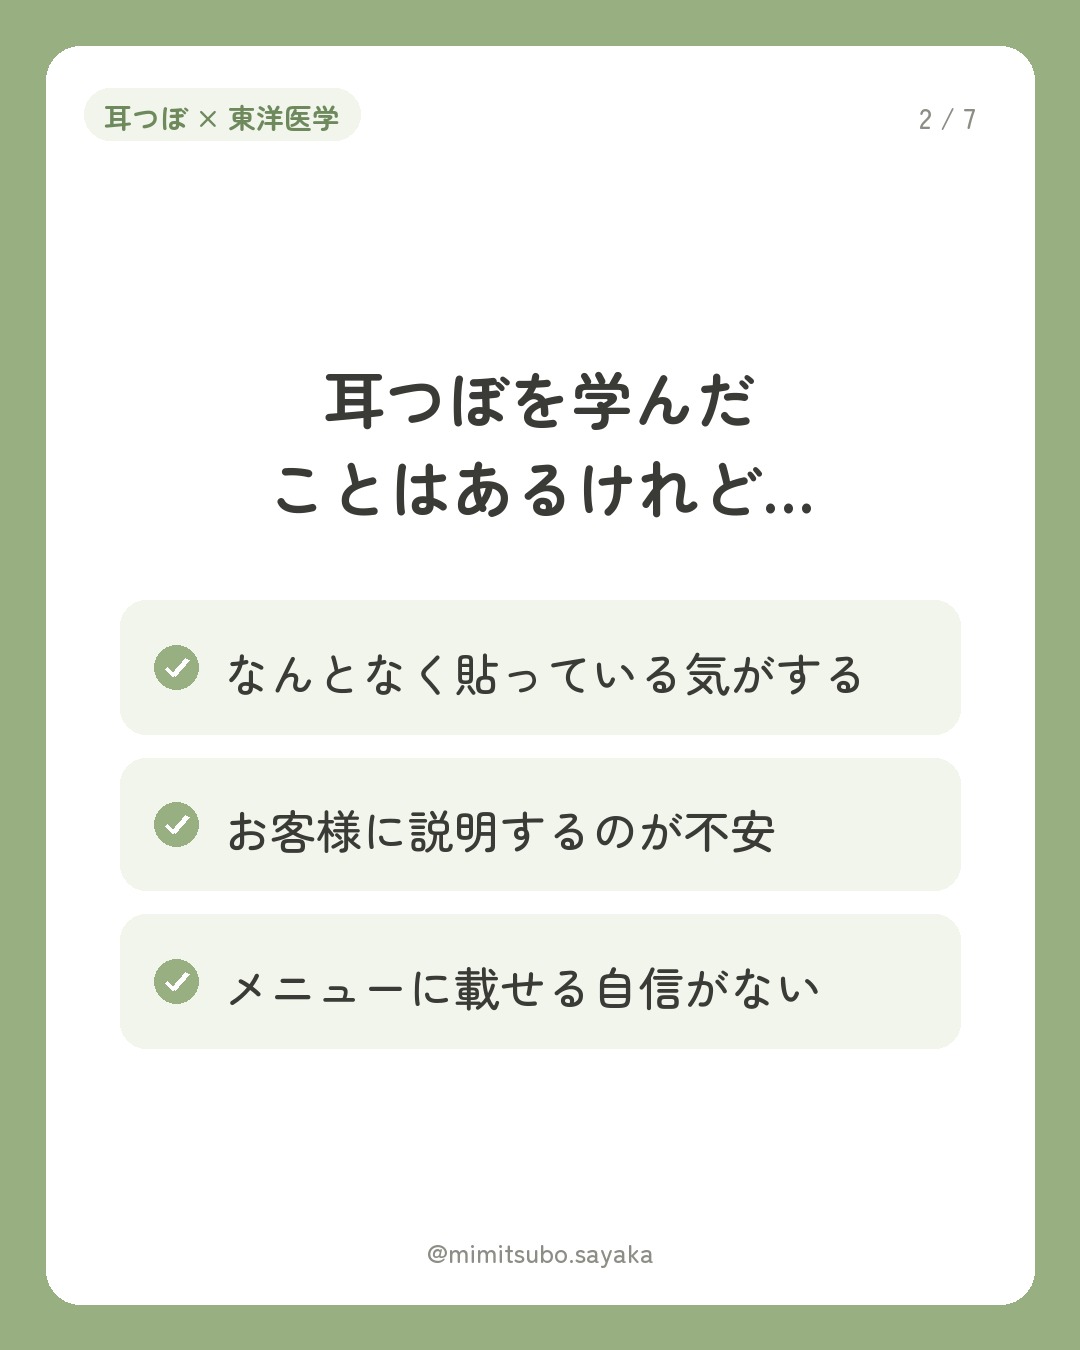 耳つぼ × 東洋医学
2 / 7
耳つぼを学んだ
ことはあるけれど...
なんとなく貼っている気がする
お客様に説明するのが不安
メニューに載せる自信がない
@mimitsubo.sayaka